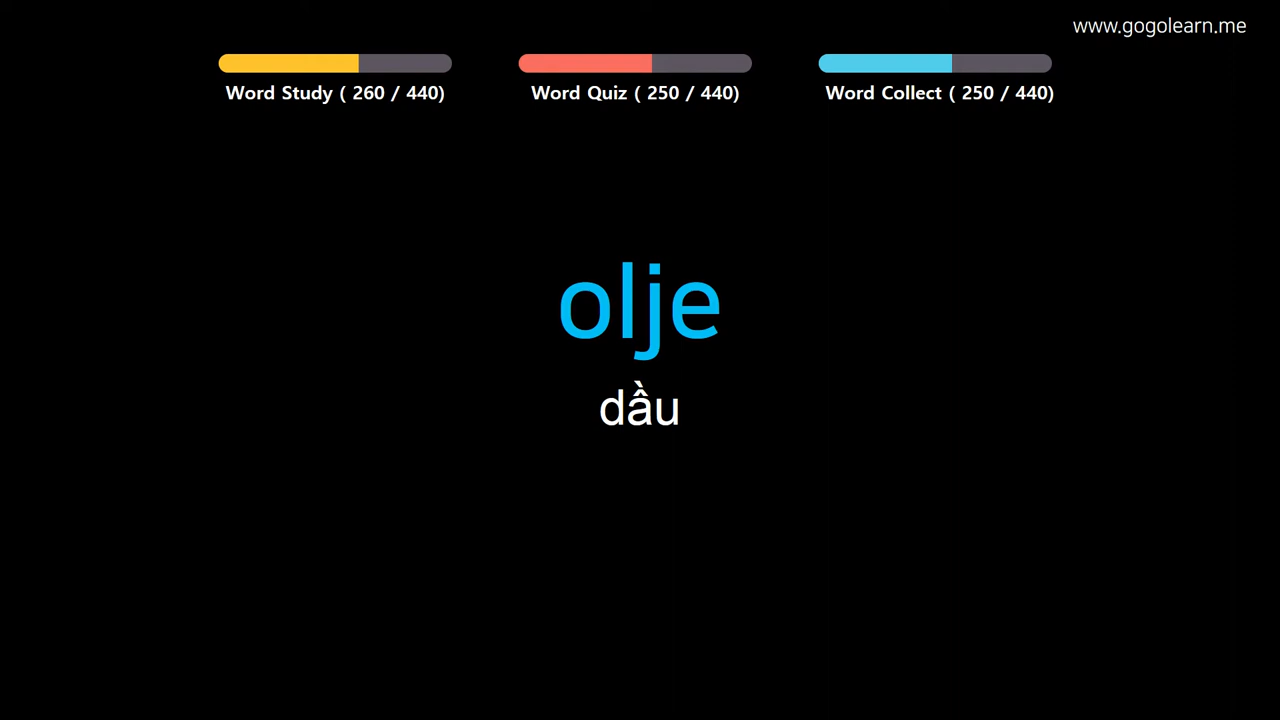 www.gogolearn.me
Word Study ( 260 / 440)
Word Quiz ( 250 / 440)
Word Collect ( 250 / 440)
olje
dầu